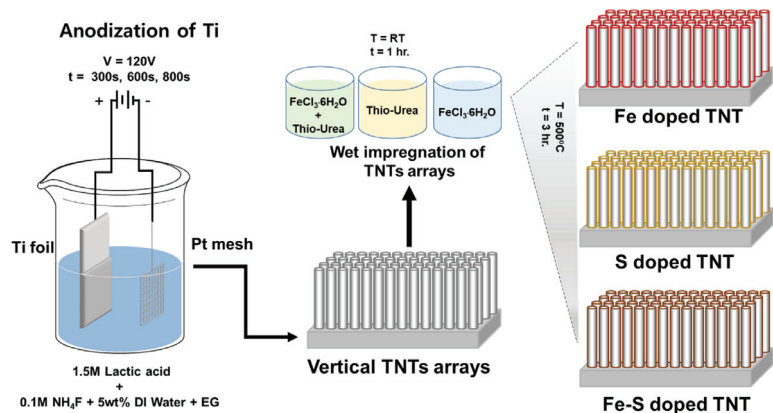 Anodization of Ti
V = 120V
t = 300s, 600s, 800s
+ -
Ti foil
Pt mesh
1.5M Lactic acid
+
0.1M NH₄F + 5wt% DI Water + EG
T = RT
t = 1 hr.
FeCl₃·6H₂O
+
Thio-Urea
Thio-Urea
FeCl₃·6H₂O
Wet impregnation of
TNTs arrays
Vertical TNTs arrays
T = 500°C
t = 3 hr.
Fe doped TNT
S doped TNT
Fe-S doped TNT